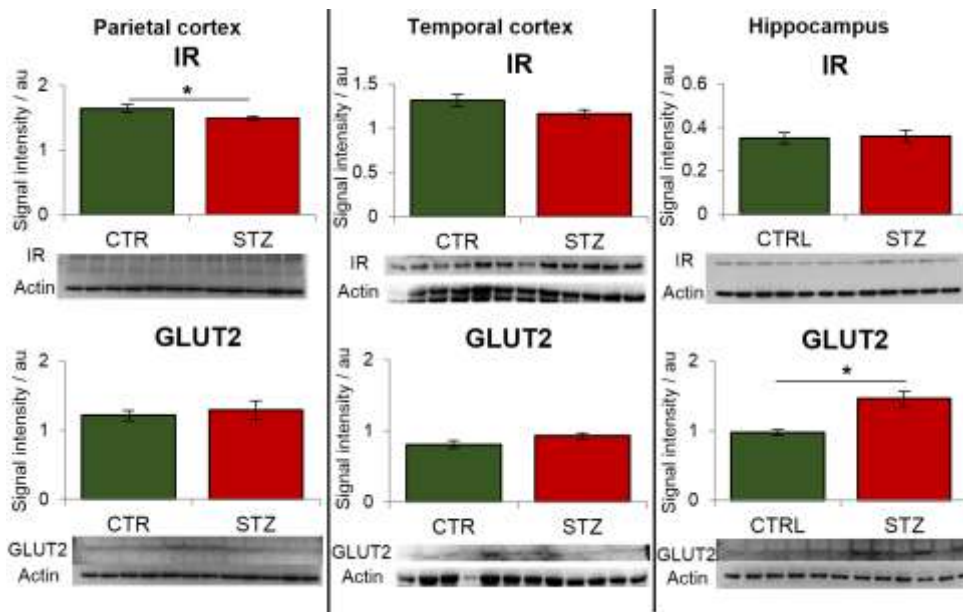 Parietal cortex
IR
Signal intensity / au
2
1
0
*
CTR STZ
IR
Actin
GLUT2
Signal intensity / au
2
1
0
CTR STZ
GLUT2
Actin
Temporal cortex
IR
Signal intensity / au
1.5
1
0.5
0
CTR STZ
IR
Actin
GLUT2
Signal intensity / au
2
1
0
CTR STZ
GLUT2
Actin
Hippocampus
IR
Signal intensity / au
0.6
0.4
0.2
0
CTRL STZ
IR
Actin
GLUT2
Signal intensity / au
2
1
0
*
CTRL STZ
GLUT2
Actin